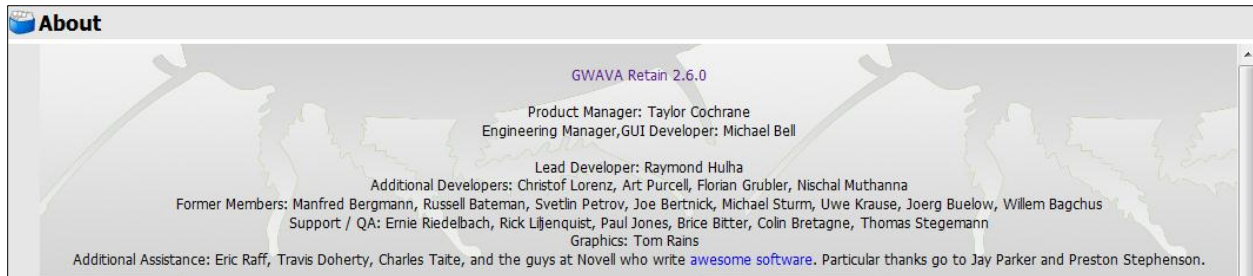 About
GWAVA Retain 2.6.0
Product Manager: Taylor Cochrane
Engineering Manager,GUI Developer: Michael Bell
Lead Developer: Raymond Hulha
Additional Developers: Christof Lorenz, Art Purcell, Florian Grubler, Nischal Muthanna
Former Members: Manfred Bergmann, Russell Bateman, Svetlin Petrov, Joe Bertnick, Michael Sturm, Uwe Krause, Joerg Buelow, Willem Bagchus
Support / QA: Ernie Riedelbach, Rick Liljenquist, Paul Jones, Brice Bitter, Colin Bretagne, Thomas Stegemann
Graphics: Tom Rains
Additional Assistance: Eric Raff, Travis Doherty, Charles Taite, and the guys at Novell who write awesome software. Particular thanks go to Jay Parker and Preston Stephenson.